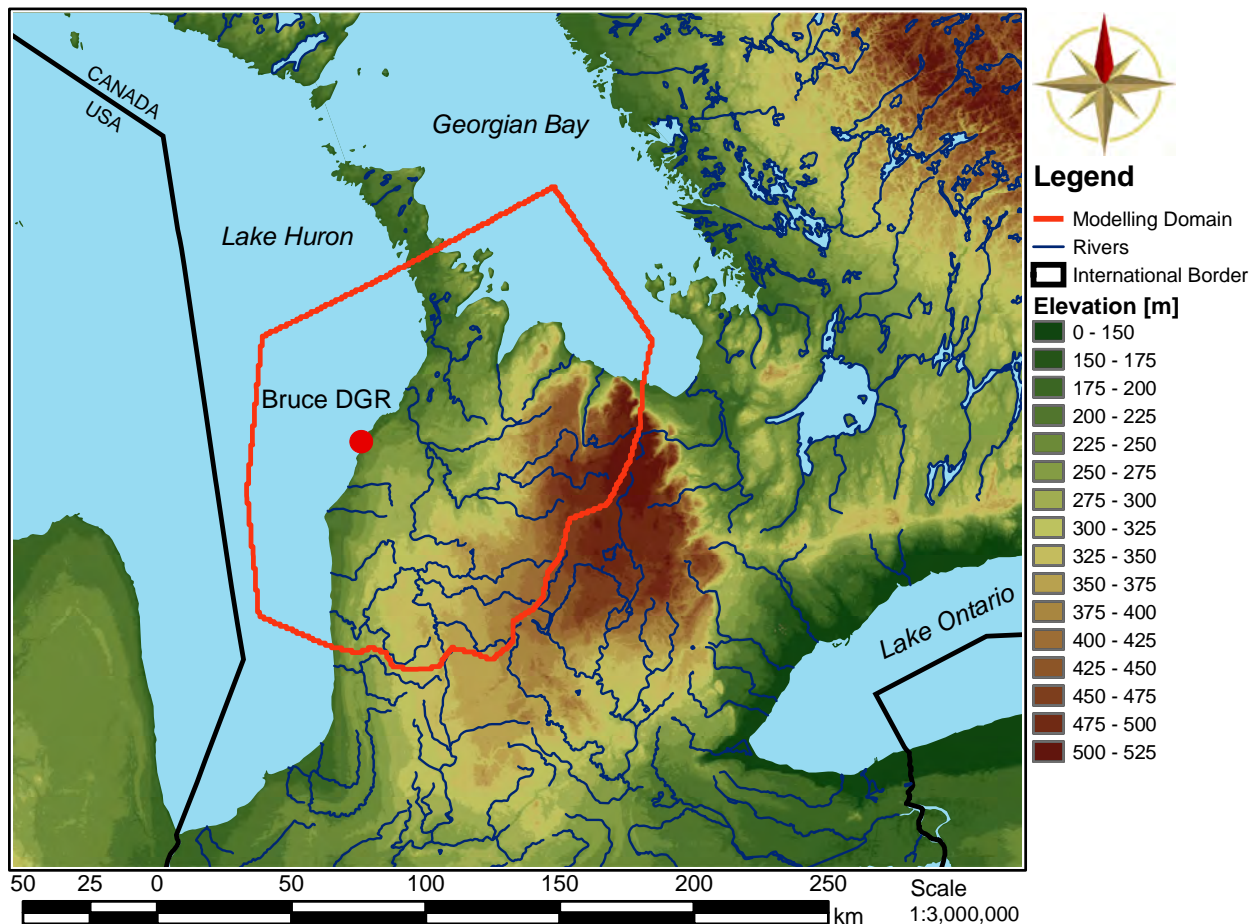 CANADA
USA
Georgian Bay
Lake Huron
Bruce DGR
Lake Ontario
Legend
Modelling Domain
Rivers
International Border
Elevation [m]
0 - 150
150 - 175
175 - 200
200 - 225
225 - 250
250 - 275
275 - 300
300 - 325
325 - 350
350 - 375
375 - 400
400 - 425
425 - 450
450 - 475
475 - 500
500 - 525
50 25 0 50 100 150 200 250
km
Scale
1:3,000,000